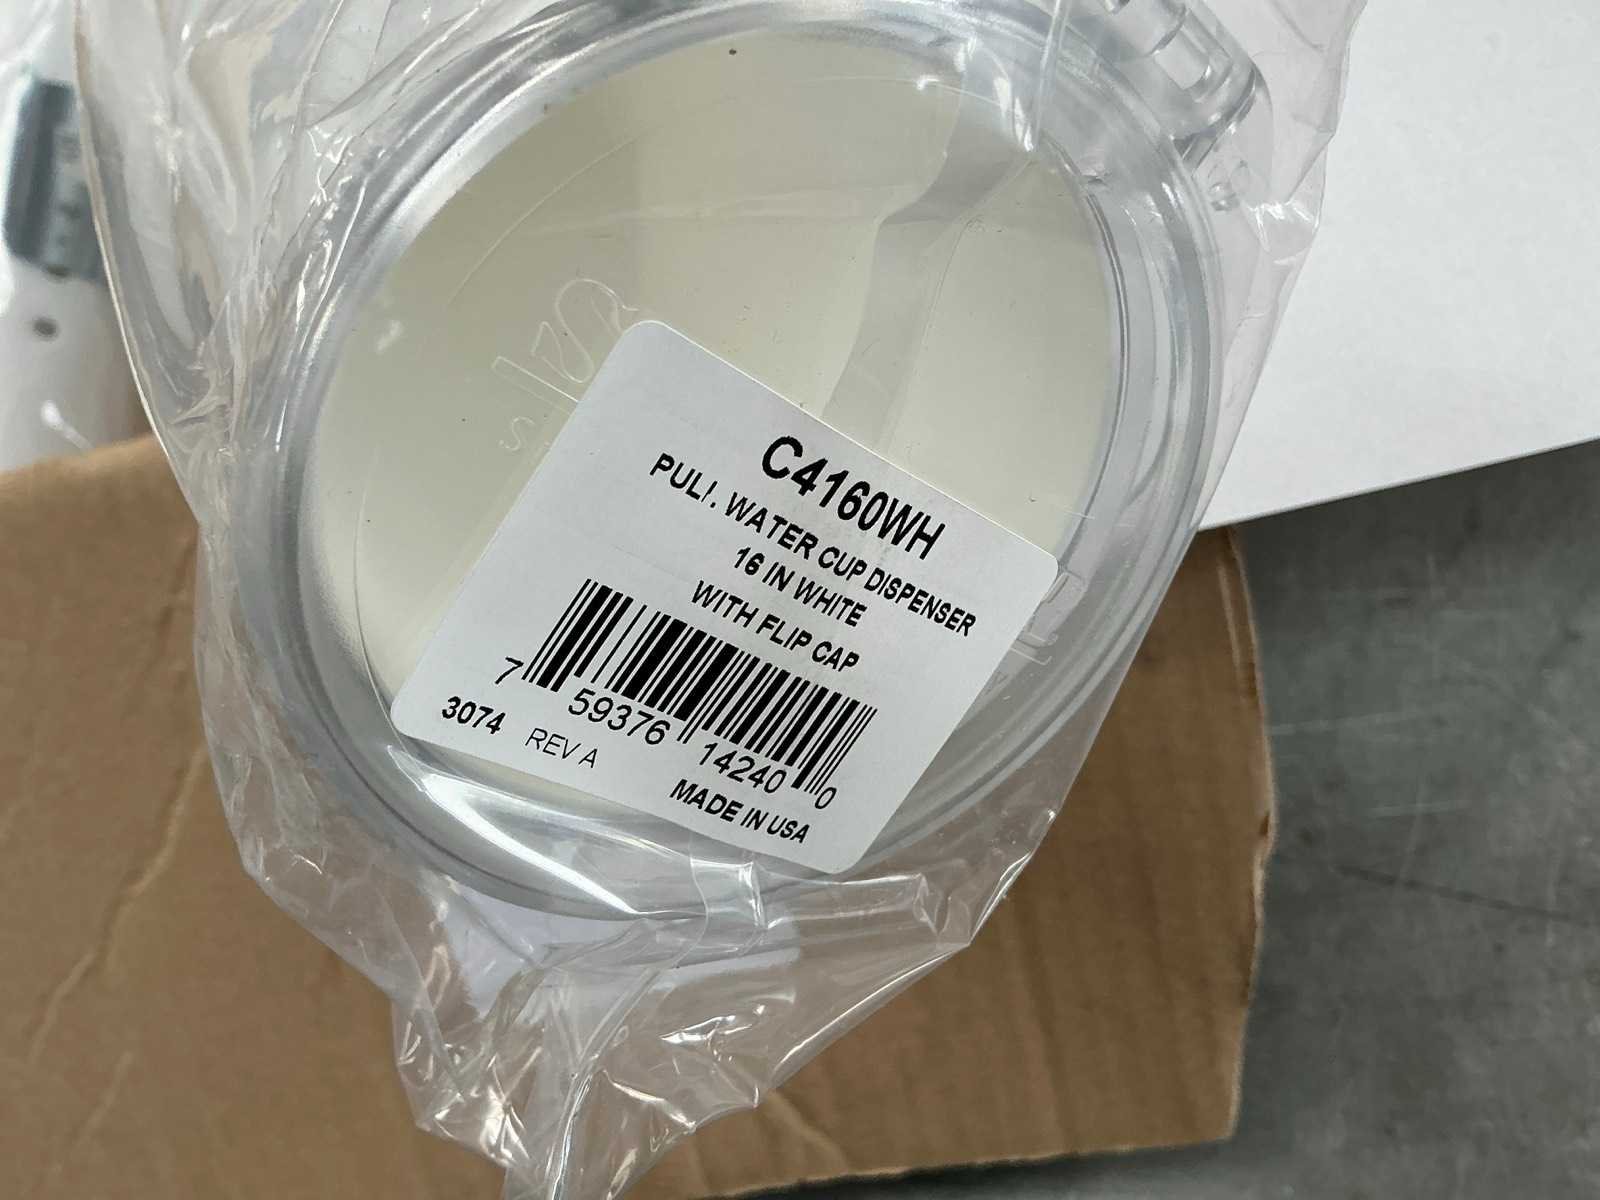 C4160WH
PULL WATER CUP DISPENSER
16 IN WHITE
WITH FLIP CAP
7 59376 14240 0
3074 REV A
MADE IN USA